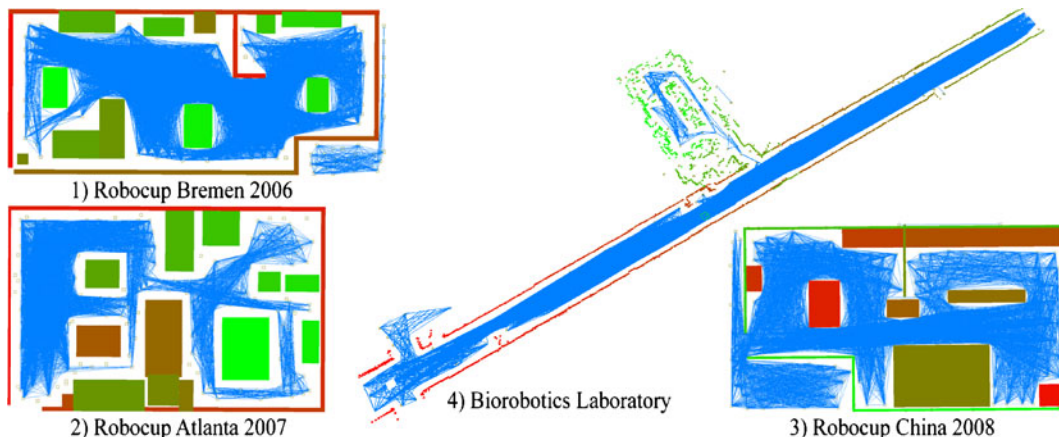 1) Robocup Bremen 2006
2) Robocup Atlanta 2007
4) Biorobotics Laboratory
3) Robocup China 2008